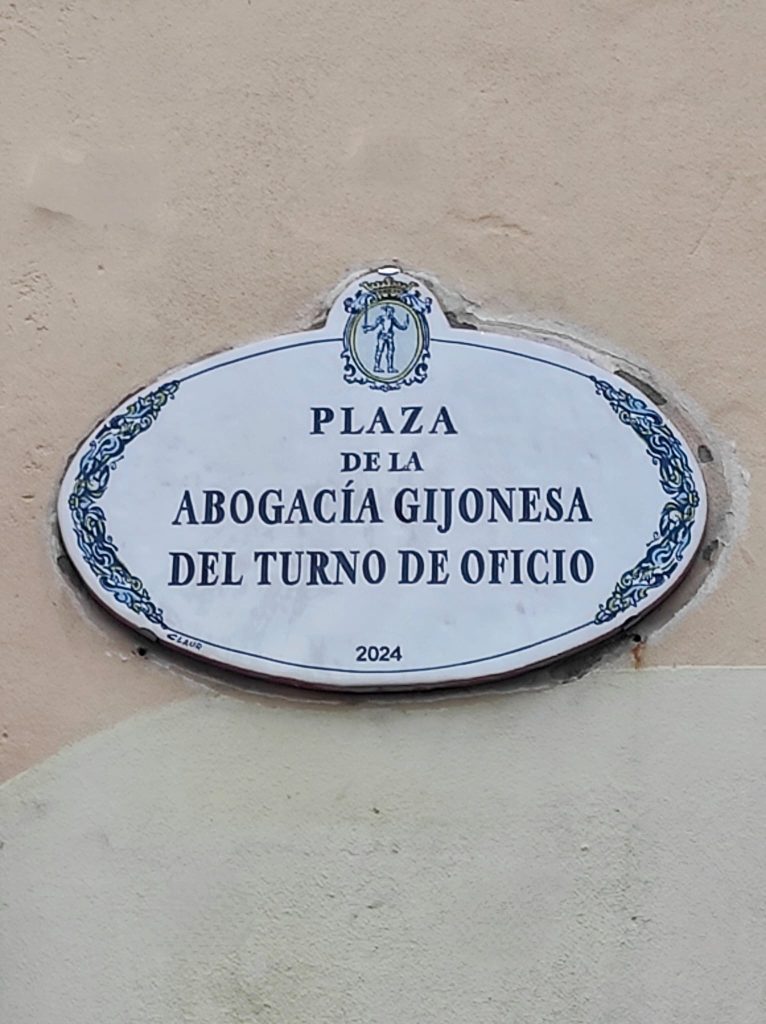 PLAZA
DE LA
ABOGACÍA GIJONESA
DEL TURNO DE OFICIO
2024